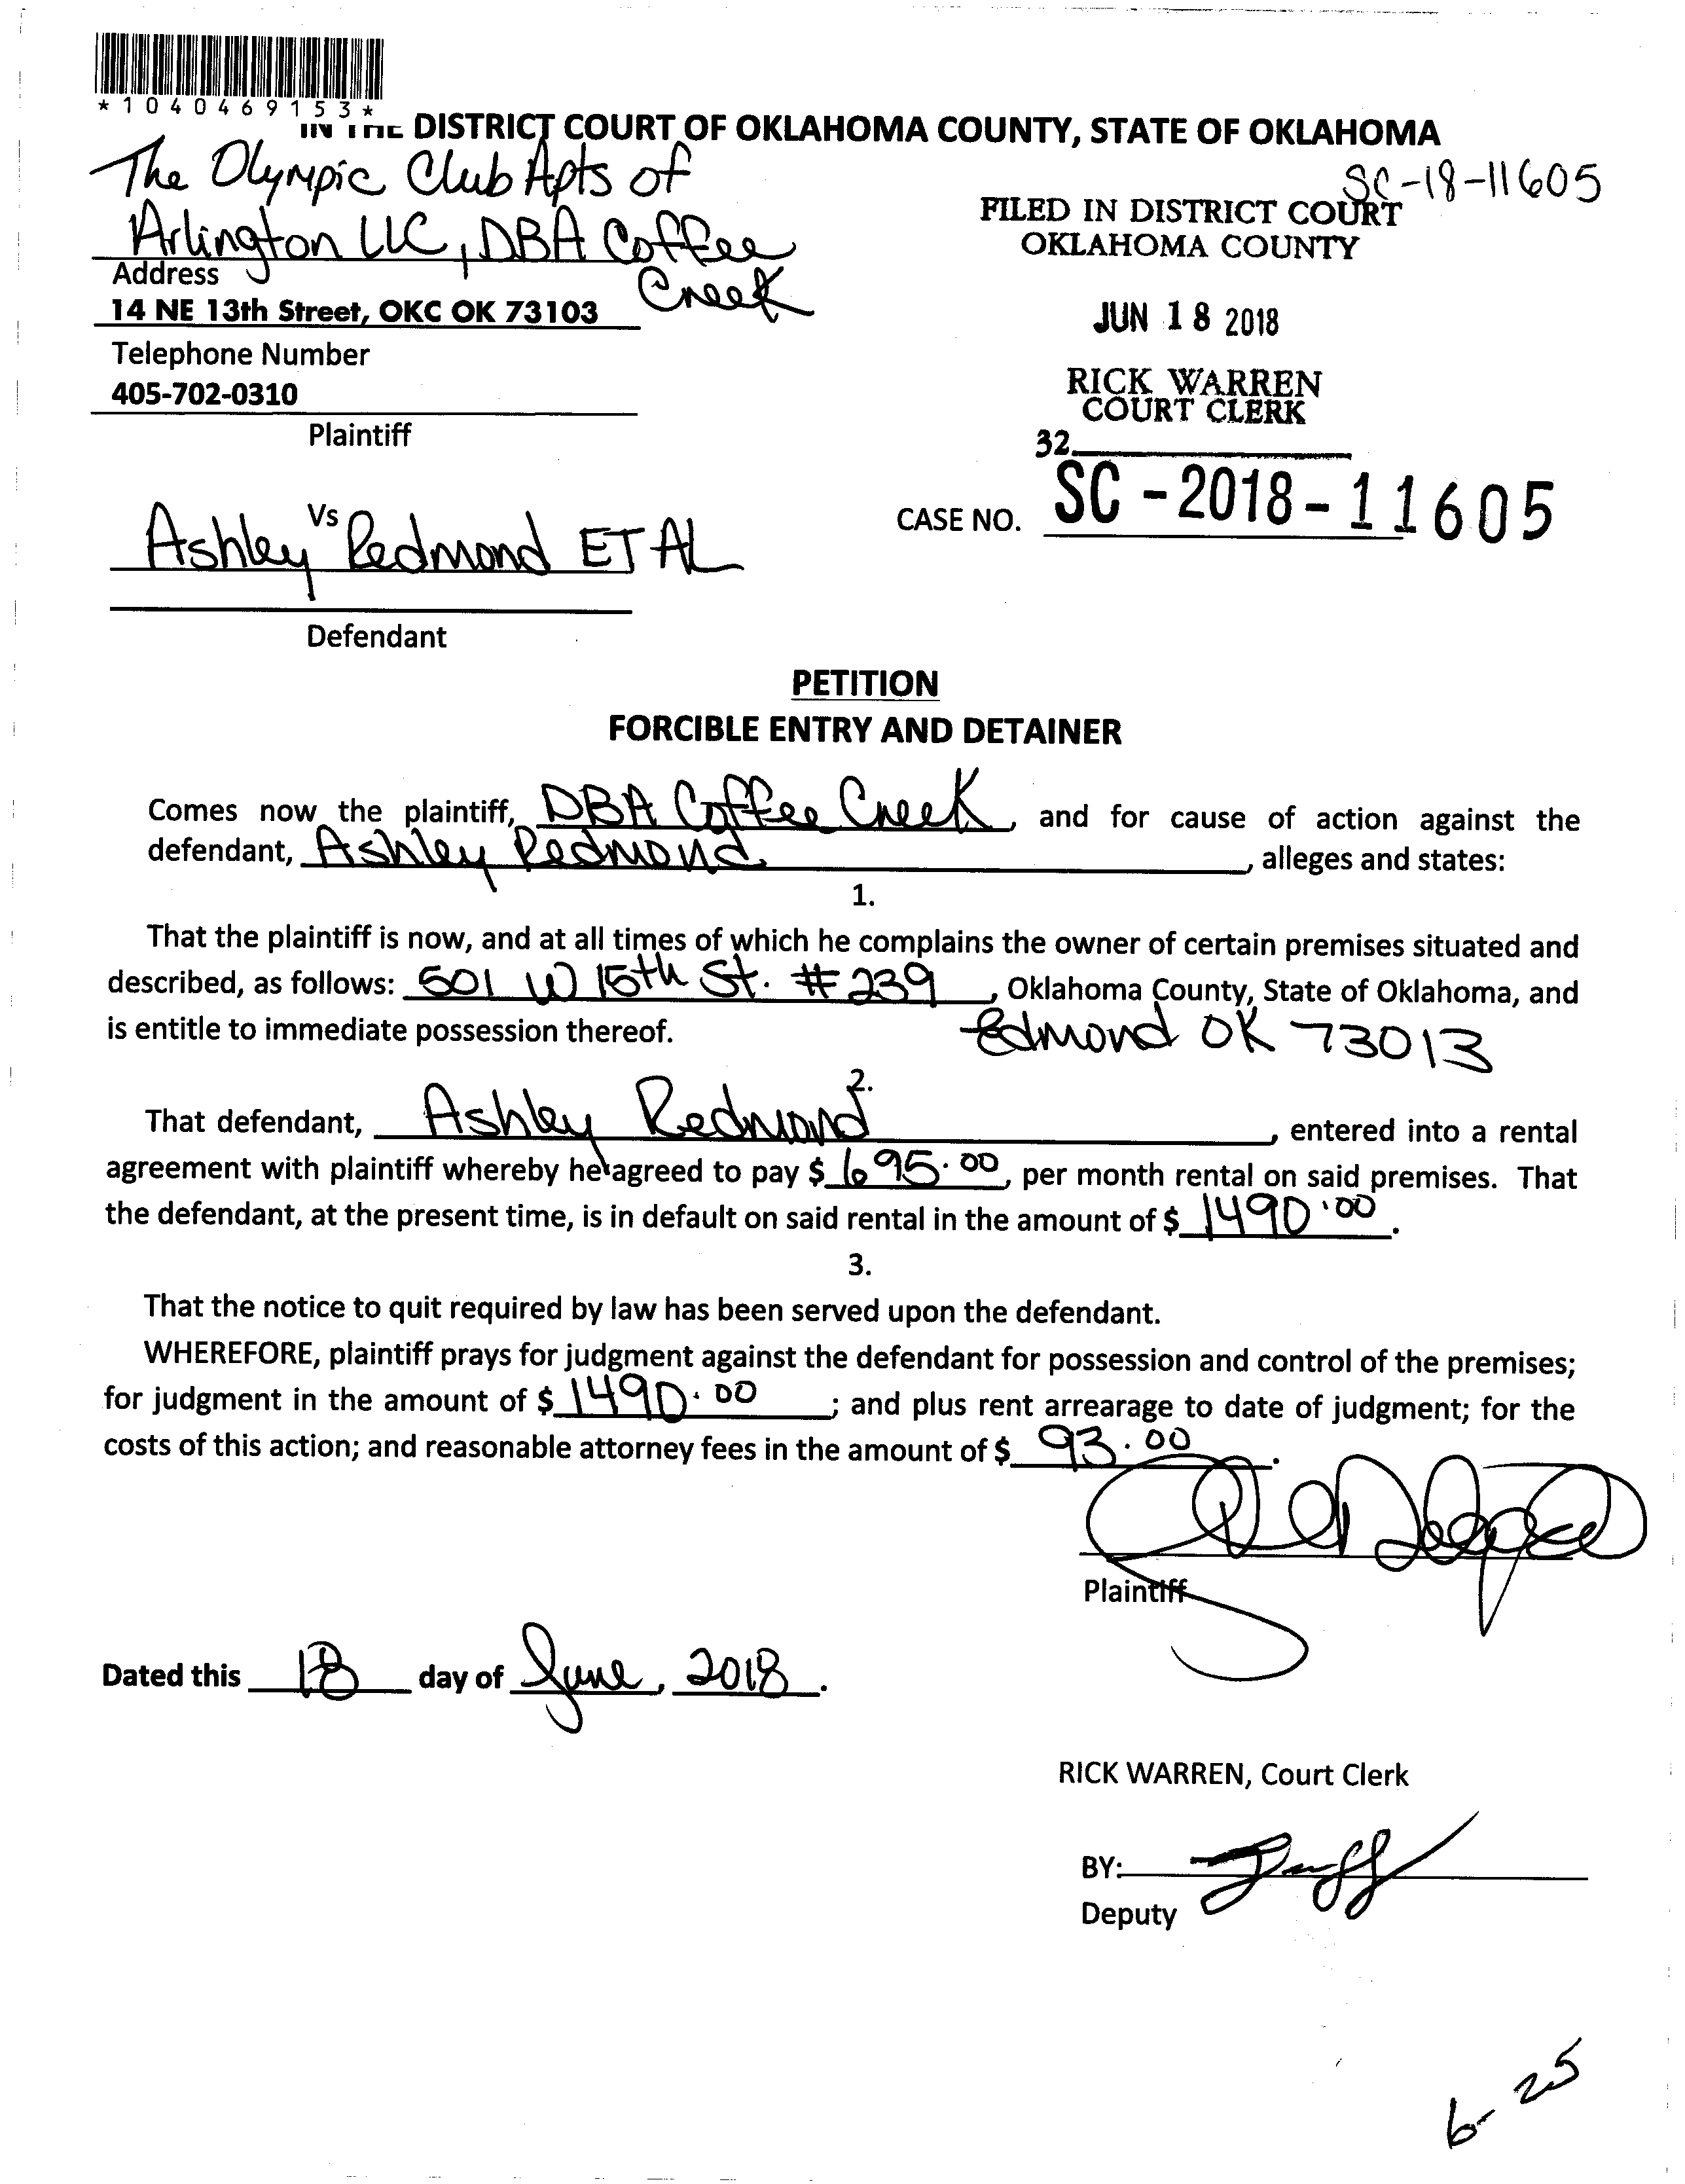 *1040469153*
IN THE DISTRICT COURT OF OKLAHOMA COUNTY, STATE OF OKLAHOMA
The Olympic Club Apts of
Arlington LLC, DBA Coffee
Creek
SC-18-11605
FILED IN DISTRICT COURT
OKLAHOMA COUNTY
Address
14 NE 13th Street, OKC OK 73103
JUN 18 2018
Telephone Number
405-702-0310
RICK WARREN
COURT CLERK
Plaintiff
32
Vs
CASE NO. SC-2018-11605
Ashley Redmond ET AL
Defendant
PETITION
FORCIBLE ENTRY AND DETAINER
Comes now the plaintiff, DBA Coffee Creek, and for cause of action against the
defendant, Ashley Redmond, alleges and states:
1.
That the plaintiff is now, and at all times of which he complains the owner of certain premises situated and
described, as follows: 501 W 15th St. #239, Oklahoma County, State of Oklahoma, and
is entitle to immediate possession thereof. Edmond OK 73013
2.
That defendant, Ashley Redmond, entered into a rental
agreement with plaintiff whereby he agreed to pay $ 695.00, per month rental on said premises. That
the defendant, at the present time, is in default on said rental in the amount of $ 1490.00.
3.
That the notice to quit required by law has been served upon the defendant.
WHEREFORE, plaintiff prays for judgment against the defendant for possession and control of the premises;
for judgment in the amount of $ 1490.00; and plus rent arrearage to date of judgment; for the
costs of this action; and reasonable attorney fees in the amount of $ 93.00.
Plaintiff
Dated this 18 day of June, 2018.
RICK WARREN, Court Clerk
BY:
Deputy
6-25